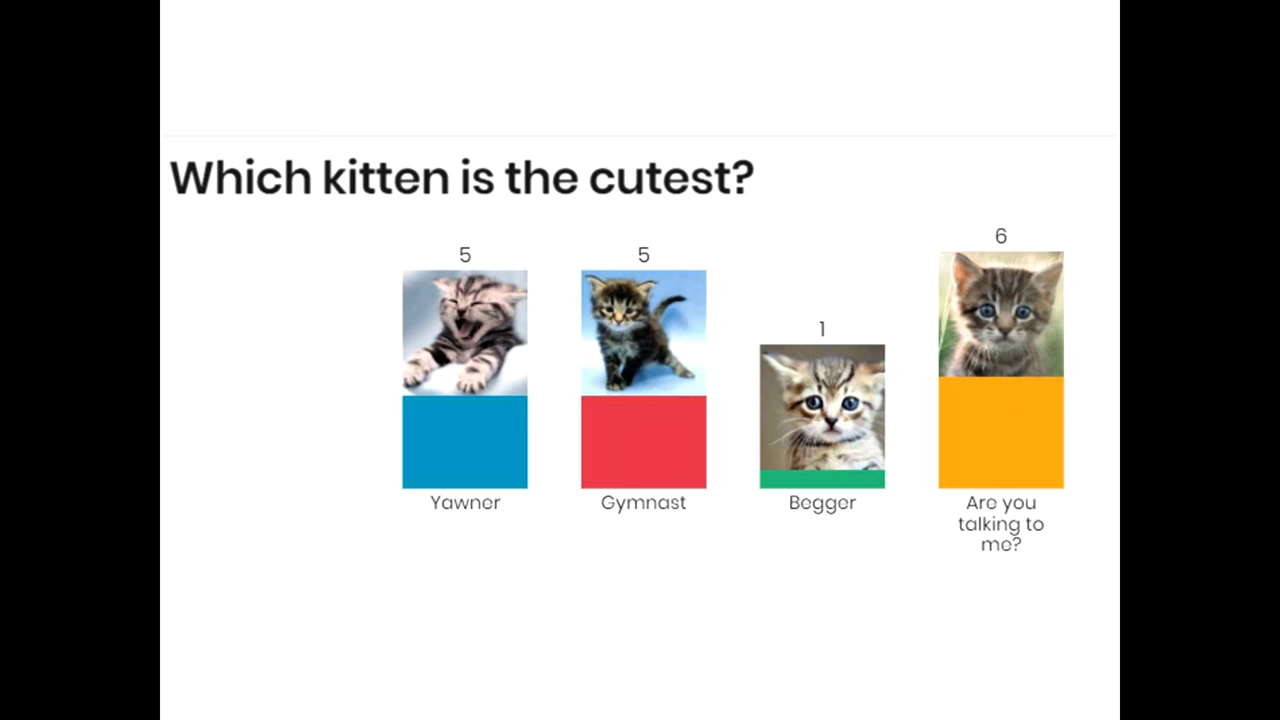 Which kitten is the cutest?
5
5
1
6
Yawner
Gymnast
Begger
Are you
talking to
me?